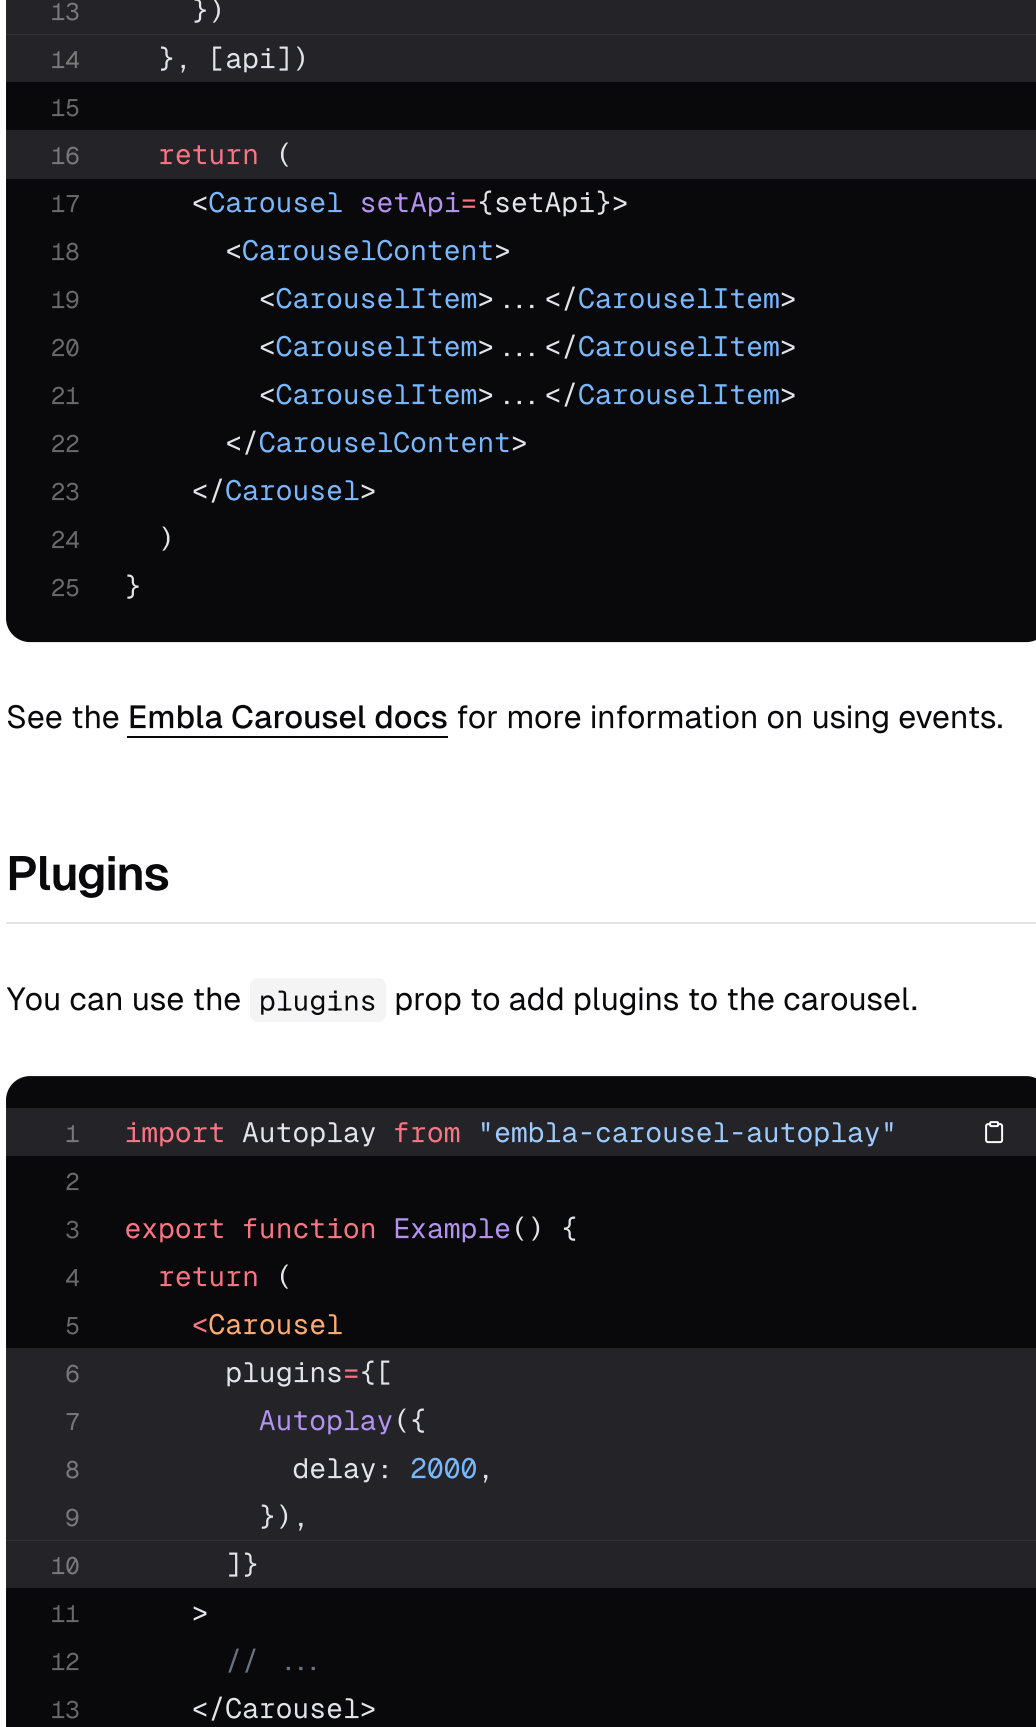 13       })
14     }, [api])
15
16     return (
17       <Carousel setApi={setApi}>
18         <CarouselContent>
19           <CarouselItem>...</CarouselItem>
20           <CarouselItem>...</CarouselItem>
21           <CarouselItem>...</CarouselItem>
22         </CarouselContent>
23       </Carousel>
24     )
25   }
See the Embla Carousel docs for more information on using events.
Plugins
You can use the plugins prop to add plugins to the carousel.
1   import Autoplay from "embla-carousel-autoplay"
2
3   export function Example() {
4     return (
5       <Carousel
6         plugins={[
7           Autoplay({
8             delay: 2000,
9           }),
10         ]}
11       >
12         // ...
13       </Carousel>